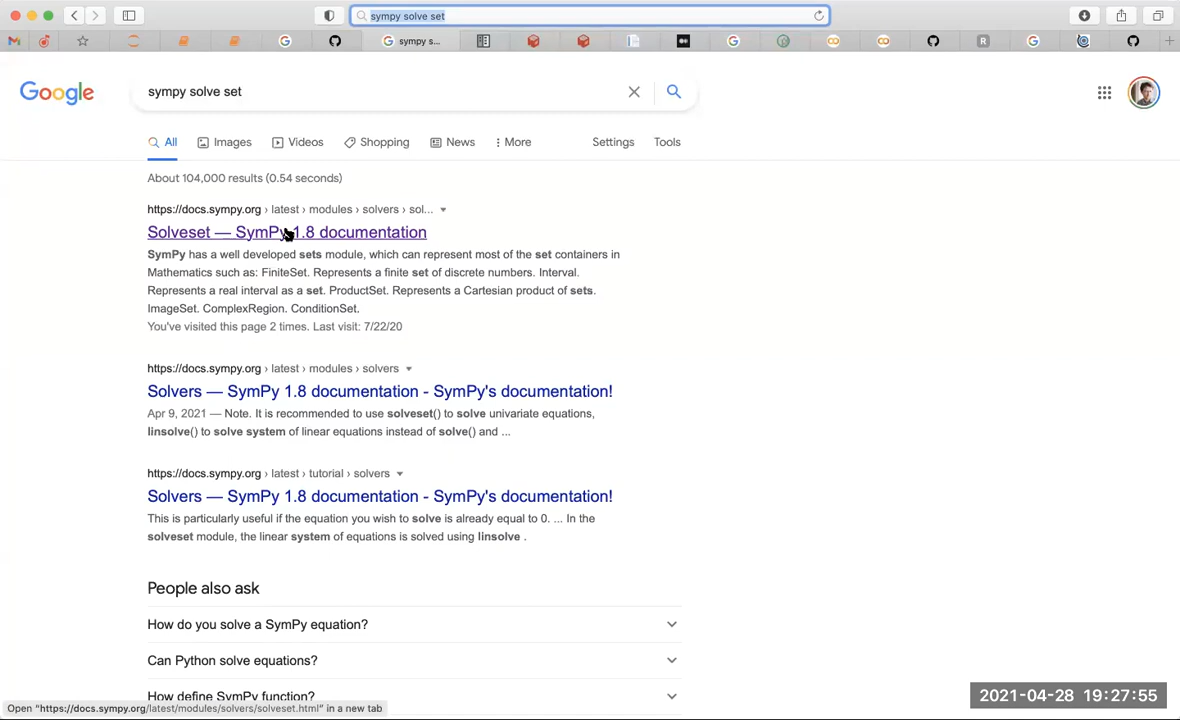 sympy solve set
sympy s...
Google
sympy solve set
All
Images
Videos
Shopping
News
More
Settings
Tools
About 104,000 results (0.54 seconds)
https://docs.sympy.org › latest › modules › solvers › sol...
Solveset — SymPy 1.8 documentation
SymPy has a well developed sets module, which can represent most of the set containers in
Mathematics such as: FiniteSet. Represents a finite set of discrete numbers. Interval.
Represents a real interval as a set. ProductSet. Represents a Cartesian product of sets.
ImageSet. ComplexRegion. ConditionSet.
You've visited this page 2 times. Last visit: 7/22/20
https://docs.sympy.org › latest › modules › solvers
Solvers — SymPy 1.8 documentation - SymPy's documentation!
Apr 9, 2021 — Note. It is recommended to use solveset() to solve univariate equations,
linsolve() to solve system of linear equations instead of solve() and ...
https://docs.sympy.org › latest › tutorial › solvers
Solvers — SymPy 1.8 documentation - SymPy's documentation!
This is particularly useful if the equation you wish to solve is already equal to 0. ... In the
solveset module, the linear system of equations is solved using linsolve .
People also ask
How do you solve a SymPy equation?
Can Python solve equations?
How define SymPy function?
Open "https://docs.sympy.org/latest/modules/solvers/solveset.html" in a new tab
2021-04-28 19:27:55